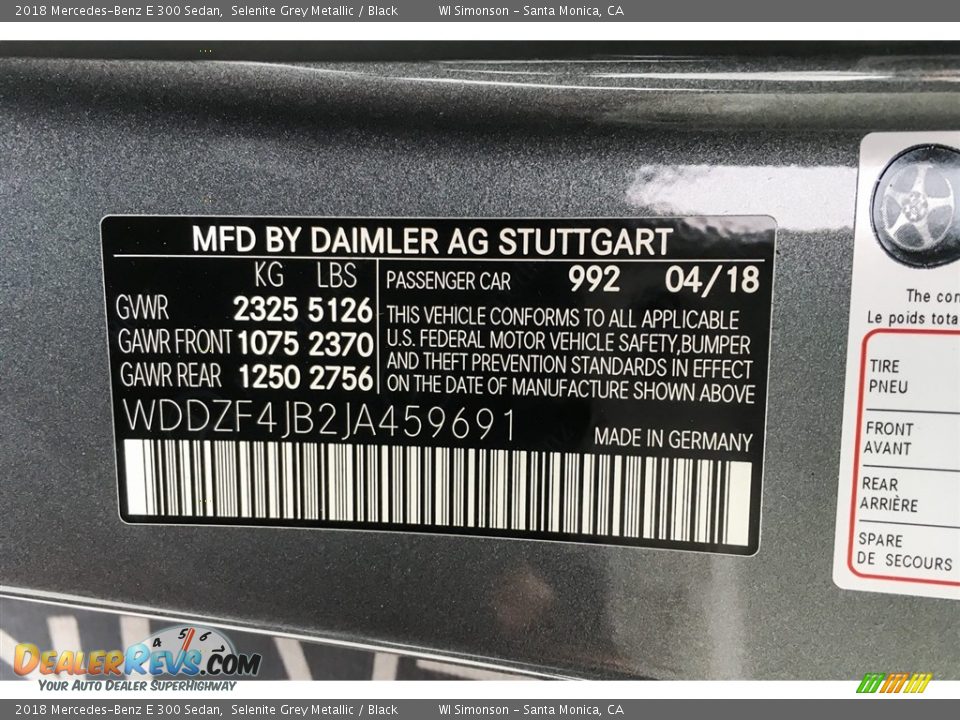 2018 Mercedes-Benz E 300 Sedan, Selenite Grey Metallic / Black WI Simonson - Santa Monica, CA
MFD BY DAIMLER AG STUTTGART
KG LBS
GVWR 2325 5126
GAWR FRONT 1075 2370
GAWR REAR 1250 2756
PASSENGER CAR 992 04/18
THIS VEHICLE CONFORMS TO ALL APPLICABLE
U.S. FEDERAL MOTOR VEHICLE SAFETY,BUMPER
AND THEFT PREVENTION STANDARDS IN EFFECT
ON THE DATE OF MANUFACTURE SHOWN ABOVE
WDDZF4JB2JA459691
MADE IN GERMANY
The
Le poids
TIRE
PNEU
FRONT
AVANT
REAR
ARRIÈRE
SPARE
DE SECOURS
4 5 6
DEALERREVS.COM
YOUR AUTO DEALER SUPERHIGHWAY
2018 Mercedes-Benz E 300 Sedan, Selenite Grey Metallic / Black WI Simonson - Santa Monica, CA